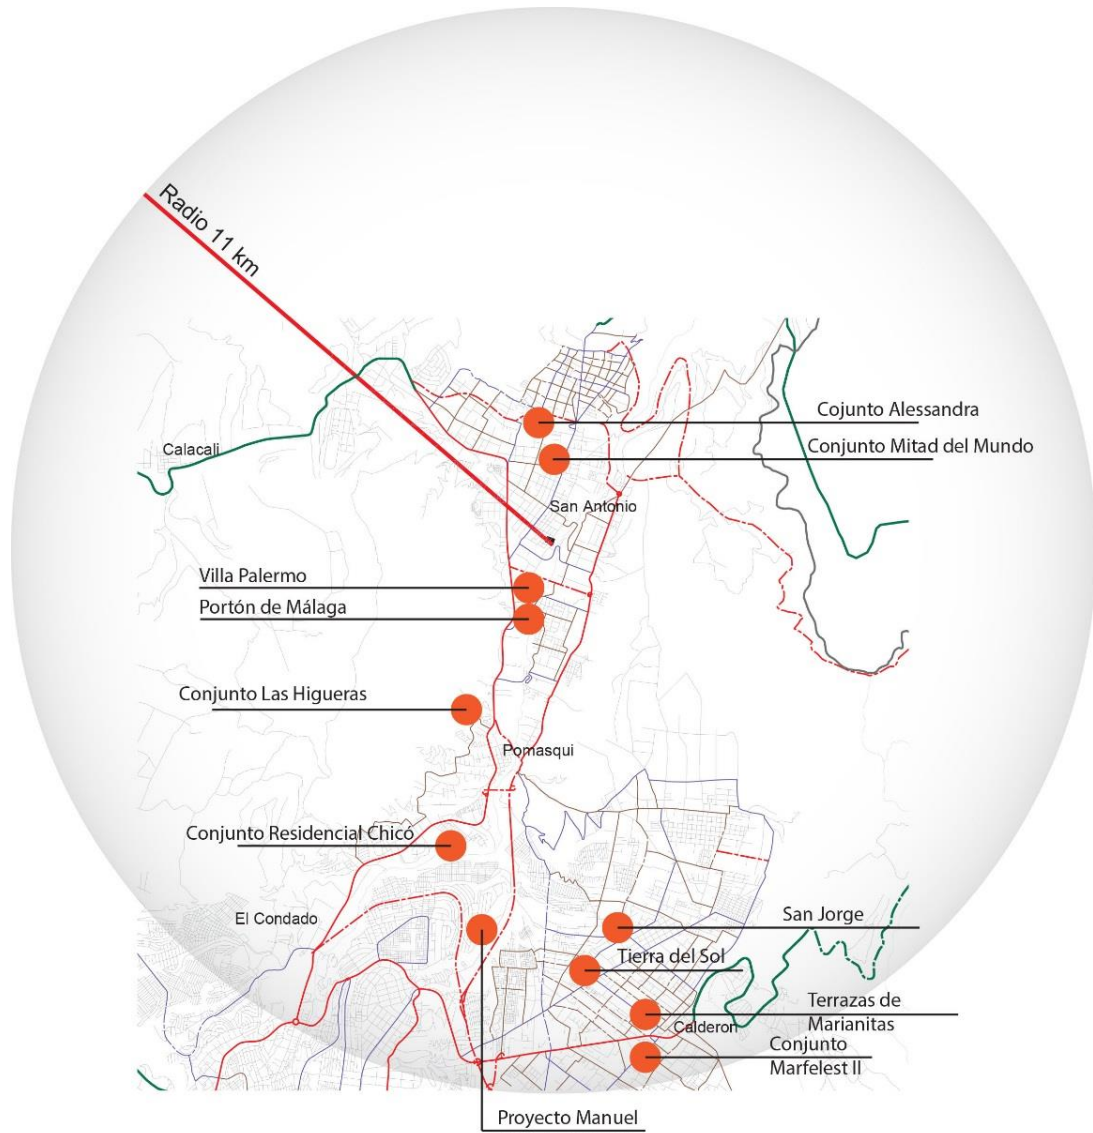 Radio 11 km
Cojunto Alessandra
Conjunto Mitad del Mundo
Calacali
San Antonio
Villa Palermo
Portón de Málaga
Conjunto Las Higueras
Pomasqui
Conjunto Residencial Chicó
El Condado
San Jorge
Tierra del Sol
Terrazas de
Marianitas
Calderon
Conjunto
Marfelest II
Proyecto Manuel